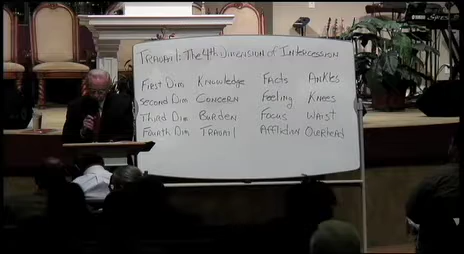 Travail: The 4th Dimension of Intercession
First Dim Knowledge Facts Ankles
Second Dim Concern Feeling Knees
Third Dim Burden Focus Waist
Fourth Dim Travail Affliction Overhead